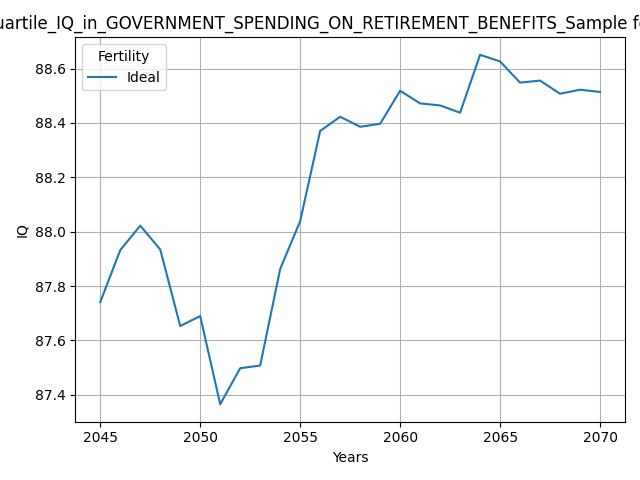 uartile_IQ_in_GOVERNMENT_SPENDING_ON_RETIREMENT_BENEFITS_Sample f
Fertility
Ideal
88.6
88.4
88.2
88.0
87.8
87.6
87.4
IQ
2045 2050 2055 2060 2065 2070
Years